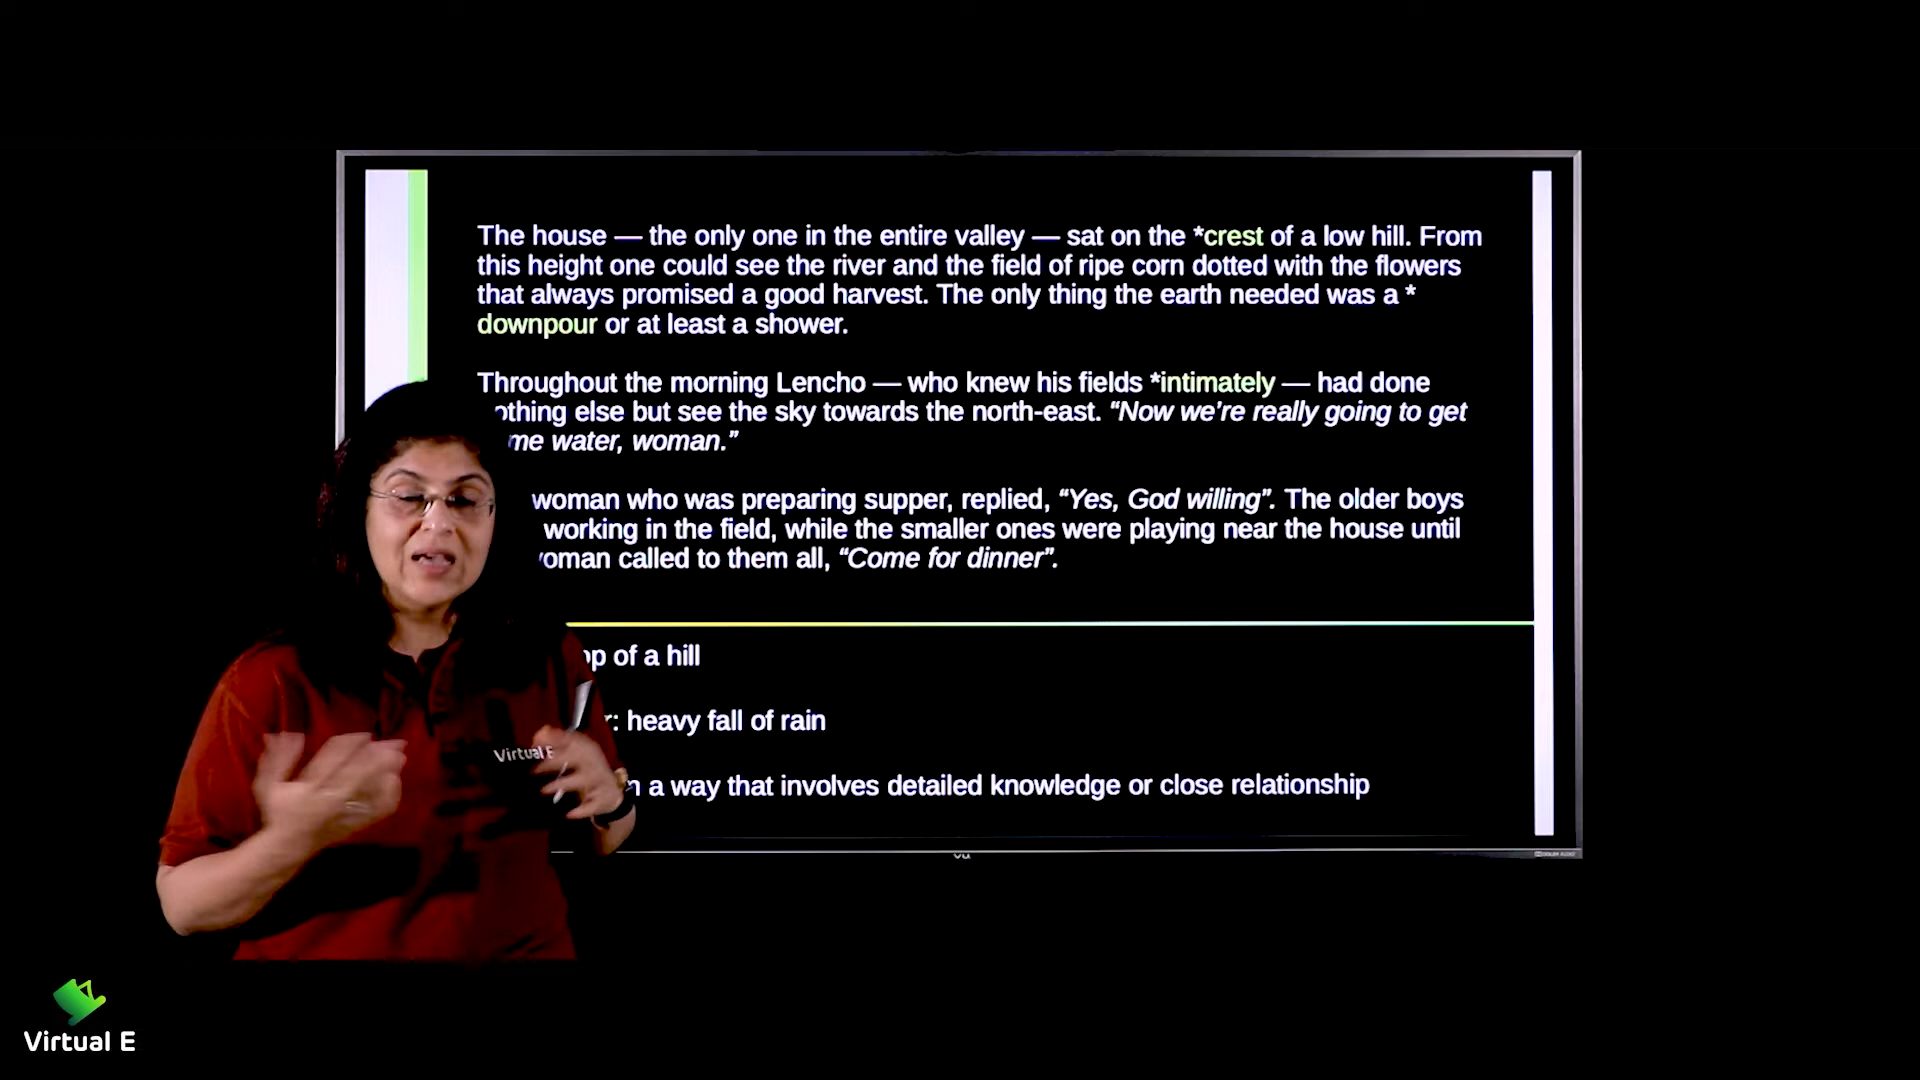 The house — the only one in the entire valley — sat on the *crest of a low hill. From
this height one could see the river and the field of ripe corn dotted with the flowers
that always promised a good harvest. The only thing the earth needed was a *
downpour or at least a shower.
Throughout the morning Lencho — who knew his fields *intimately — had done
else but see the sky towards the north-east. “Now we’re really going to get
water, woman.”
woman who was preparing supper, replied, “Yes, God willing”. The older boys
working in the field, while the smaller ones were playing near the house until
called to them all, “Come for dinner”.
of a hill
heavy fall of rain
a way that involves detailed knowledge or close relationship
Virtual E
Virtual E